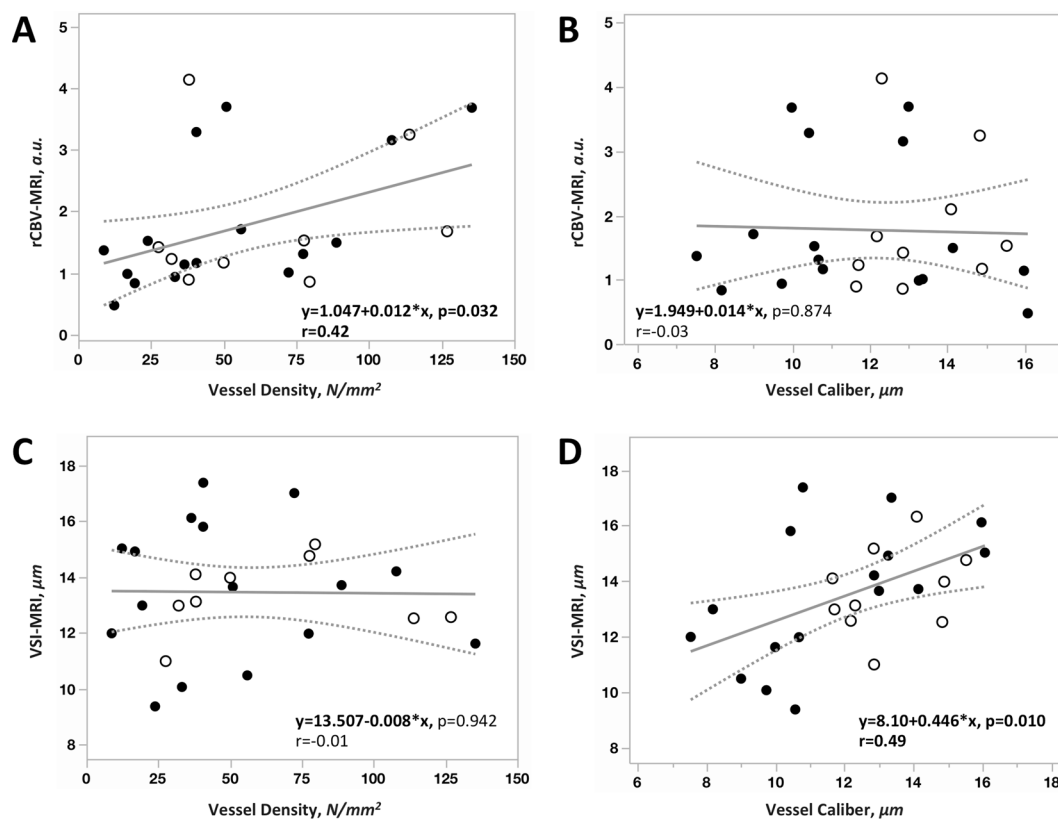 A
5
4
3
2
1
0
rCBV-MRI, a.u.
y=1.047+0.012*x, p=0.032
r=0.42
0 25 50 75 100 125 150
Vessel Density, N/mm²
B
5
4
3
2
1
0
rCBV-MRI, a.u.
y=1.949+0.014*x, p=0.874
r=-0.03
6 8 10 12 14 16
Vessel Caliber, µm
C
18
16
14
12
10
8
VSI-MRI, µm
y=13.507-0.008*x, p=0.942
r=-0.01
0 25 50 75 100 125 150
Vessel Density, N/mm²
D
18
16
14
12
10
8
VSI-MRI, µm
y=8.10+0.446*x, p=0.010
r=0.49
6 8 10 12 14 16 18
Vessel Caliber, µm